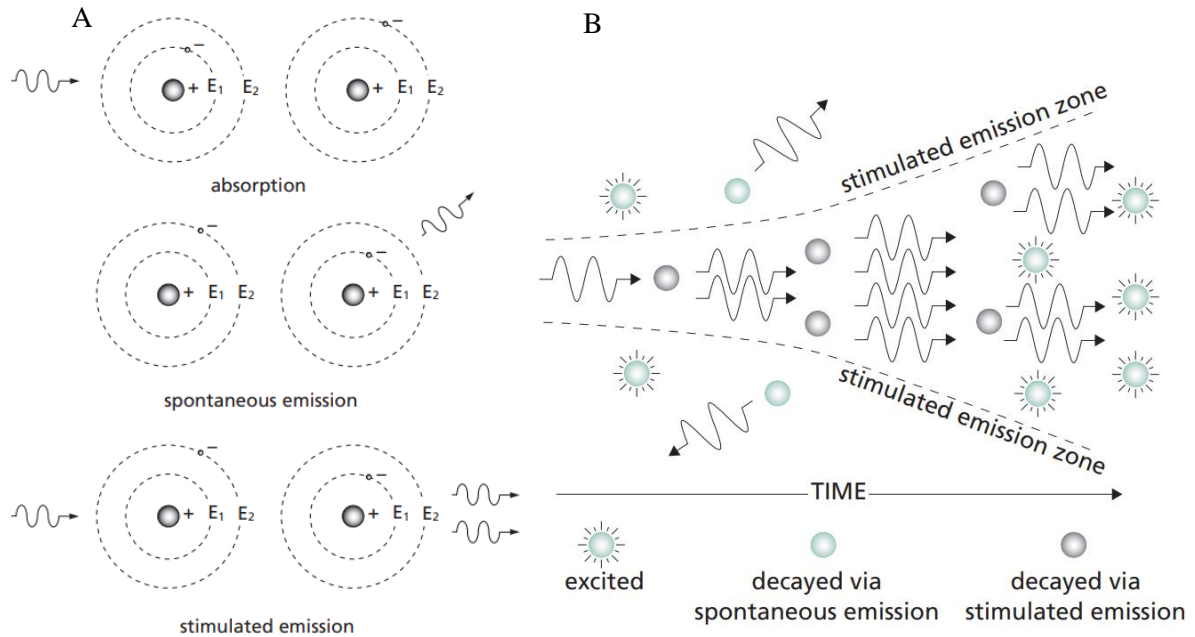 A
− −
+ E1 E2 + E1 E2
absorption
− −
+ E1 E2 + E1 E2
spontaneous emission
− −
+ E1 E2 + E1 E2
stimulated emission
B
stimulated emission zone
stimulated emission zone
TIME
excited
decayed via
spontaneous emission
decayed via
stimulated emission